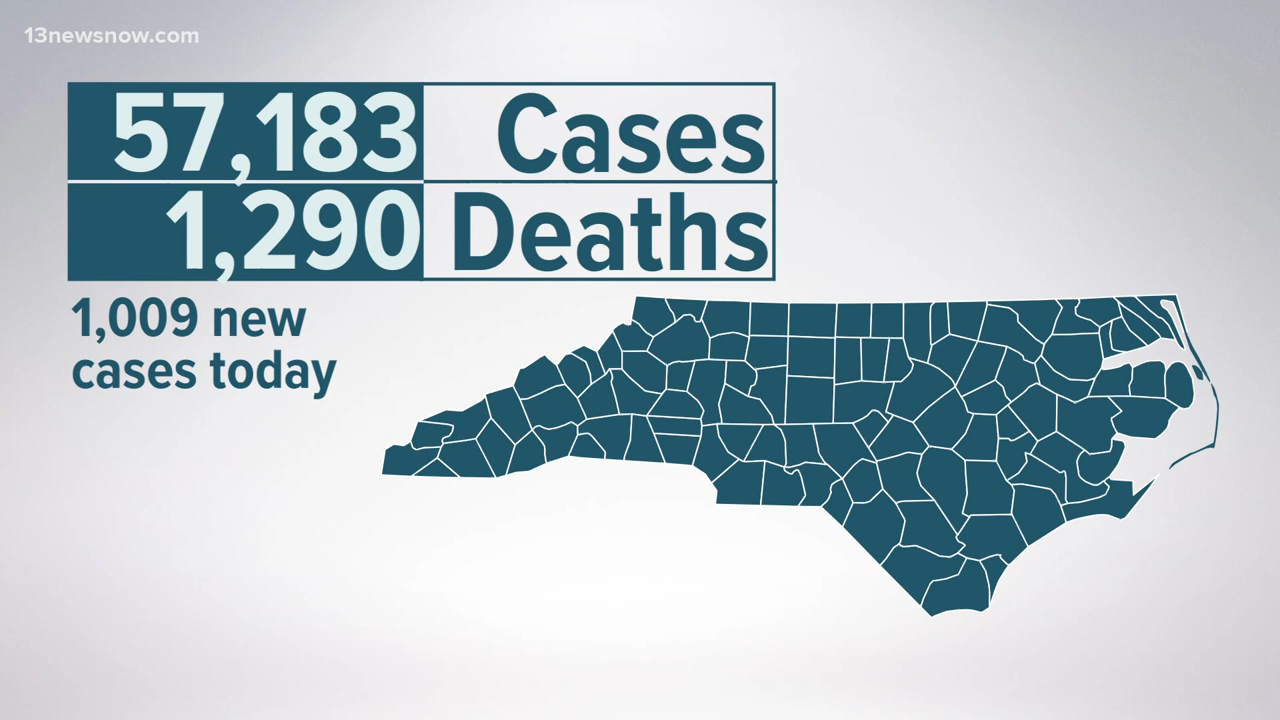 13newsnow.com
57,183 Cases
1,290 Deaths
1,009 new
cases today